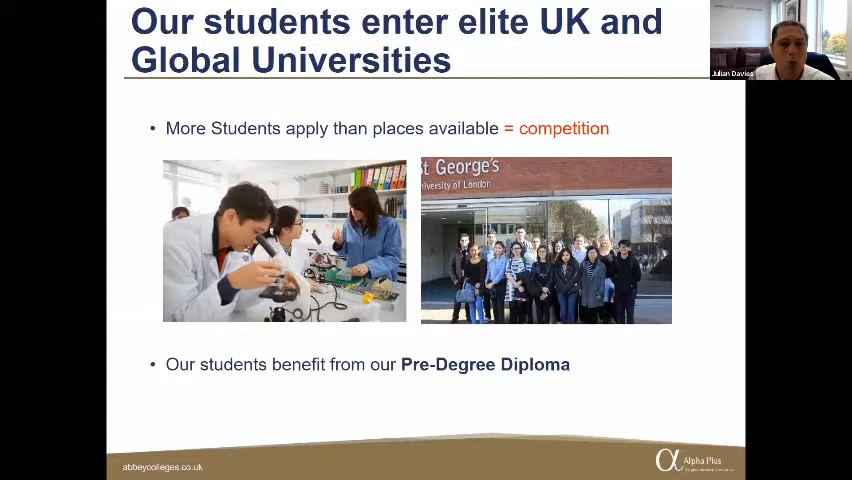 Our students enter elite UK and
Global Universities
Julian Davies
• More Students apply than places available = competition
St George's
University of London
• Our students benefit from our Pre-Degree Diploma
abbeycolleges.co.uk
Alpha Plus